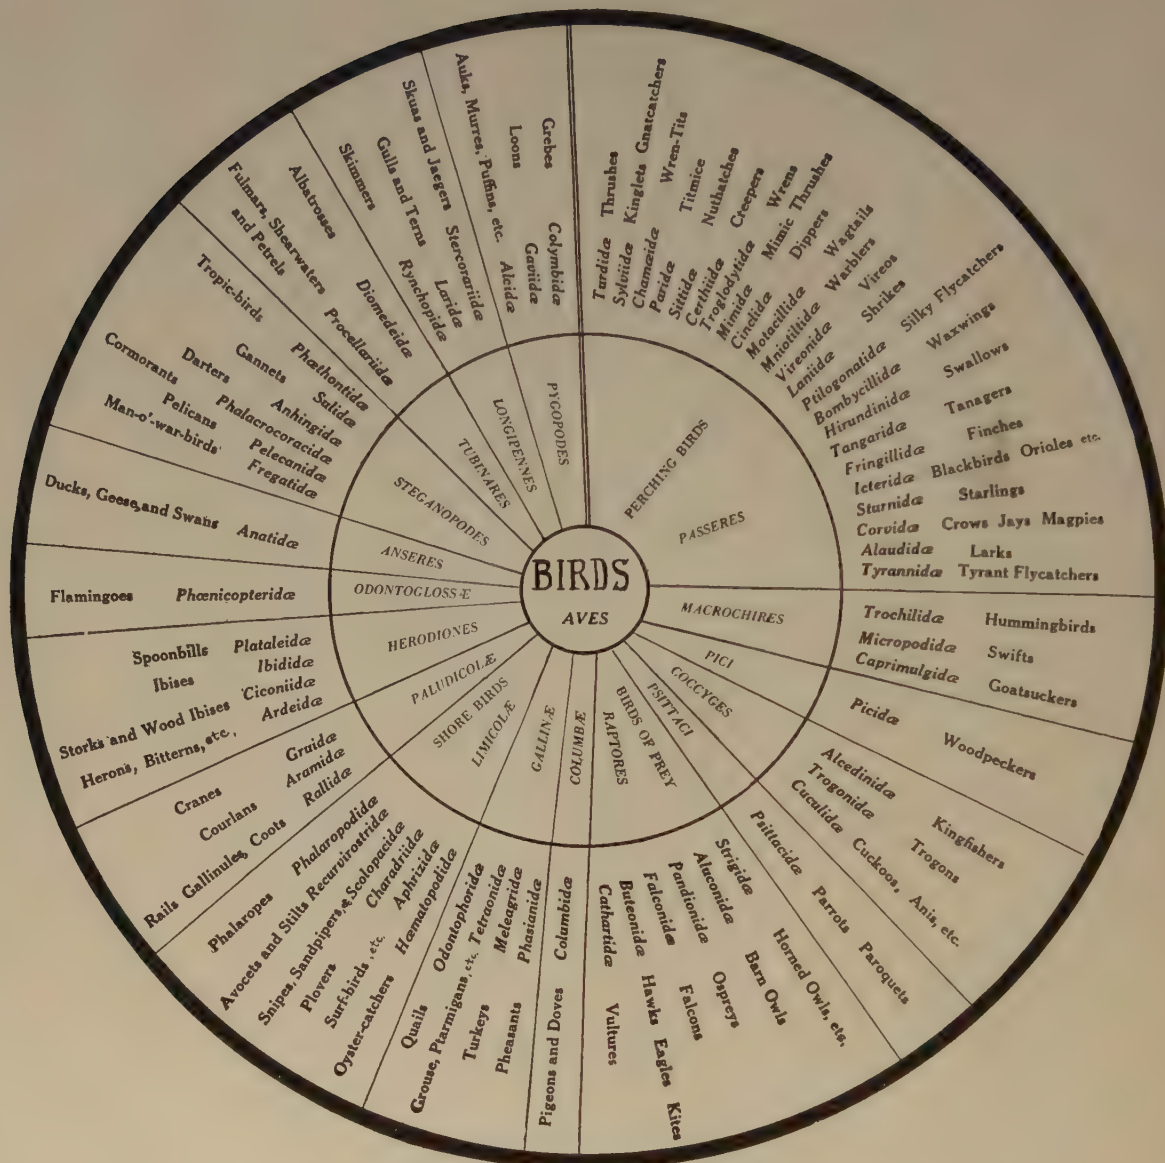 BIRDS
AVES
PERCHING BIRDS
PASSERES
Turdidæ Thrushes
Sylviidæ Kinglets Gnatcatchers
Chamæidæ Wren-Tits
Paridæ Titmice
Sittidæ Nuthatches
Certhiidæ Creepers
Troglodytidæ Wrens
Mimidæ Mimic Thrushes
Cinclidæ Dippers
Motacillidæ Wagtails
Mniotiltidæ Warblers
Vireonidæ Vireos
Laniidæ Shrikes
Ptilogonatidæ Silky Flycatchers
Bombycillidæ Waxwings
Hirundinidæ Swallows
Tangaridæ Tanagers
Fringillidæ Finches
Icteridæ Blackbirds Orioles etc.
Sturnidæ Starlings
Corvidæ Crows Jays Magpies
Alaudidæ Larks
Tyrannidæ Tyrant Flycatchers
MACROCHIRES
Trochilidæ Hummingbirds
Micropodidæ Swifts
Caprimulgidæ Goatsuckers
PICI
Picidæ Woodpeckers
COCCYGES
Alcedinidæ Kingfishers
Trogonidæ Trogons
Cuculidæ Cuckoos, Anis, etc.
PSITTACI
Psittacidæ Parrots Paroquets
BIRDS OF PREY
RAPTORES
Strigidæ Horned Owls, etc.
Aluconidæ Barn Owls
Pandionidæ Ospreys
Falconidæ Falcons
Buteonidæ Hawks Eagles Kites
Cathartidæ Vultures
COLUMBÆ
Columbidæ Pigeons and Doves
GALLINÆ
Phasianidæ Pheasants
Meleagridæ Turkeys
Grouse, Ptarmigans, etc. Tetraonidæ
Quails Odontophoridæ
SHORE BIRDS
LIMICOLÆ
Oyster-catchers Hæmatopodidæ
Surf-birds, etc. Aphrizidæ
Plovers Charadriidæ
Snipes, Sandpipers, & Scolopacidæ
Avocets and Stilts Recurvirostridæ
Phalaropes Phalaropodidæ
PALUDICOLÆ
Rails Gallinules, Coots Rallidæ
Courlans Aramidæ
Cranes Gruidæ
HERODIONES
Herons, Bitterns, etc., Ardeidæ
Storks and Wood Ibises Ciconiidæ
Ibises Ibididæ
Spoonbills Plataleidæ
ODONTOGLOSSÆ
Flamingoes Phœnicopteridæ
ANSERES
Ducks, Geese, and Swans Anatidæ
STEGANOPODES
Man-o'-war-birds Fregatidæ
Pelicans Pelecanidæ
Cormorants Phalacrocoracidæ
Darters Anhingidæ
Gannets Sulidæ
Tropic-birds Phæthontidæ
TUBINARES
Fulmars, Shearwaters
and Petrels Procellariidæ
Albatrosses Diomedeidæ
LONGIPENNES
Skimmers Rynchopidæ
Gulls and Terns Laridæ
Skuas and Jaegers Stercorariidæ
PYGOPODES
Auks, Murres, Puffins, etc. Alcidæ
Loons Gaviidæ
Grebes Colymbidæ